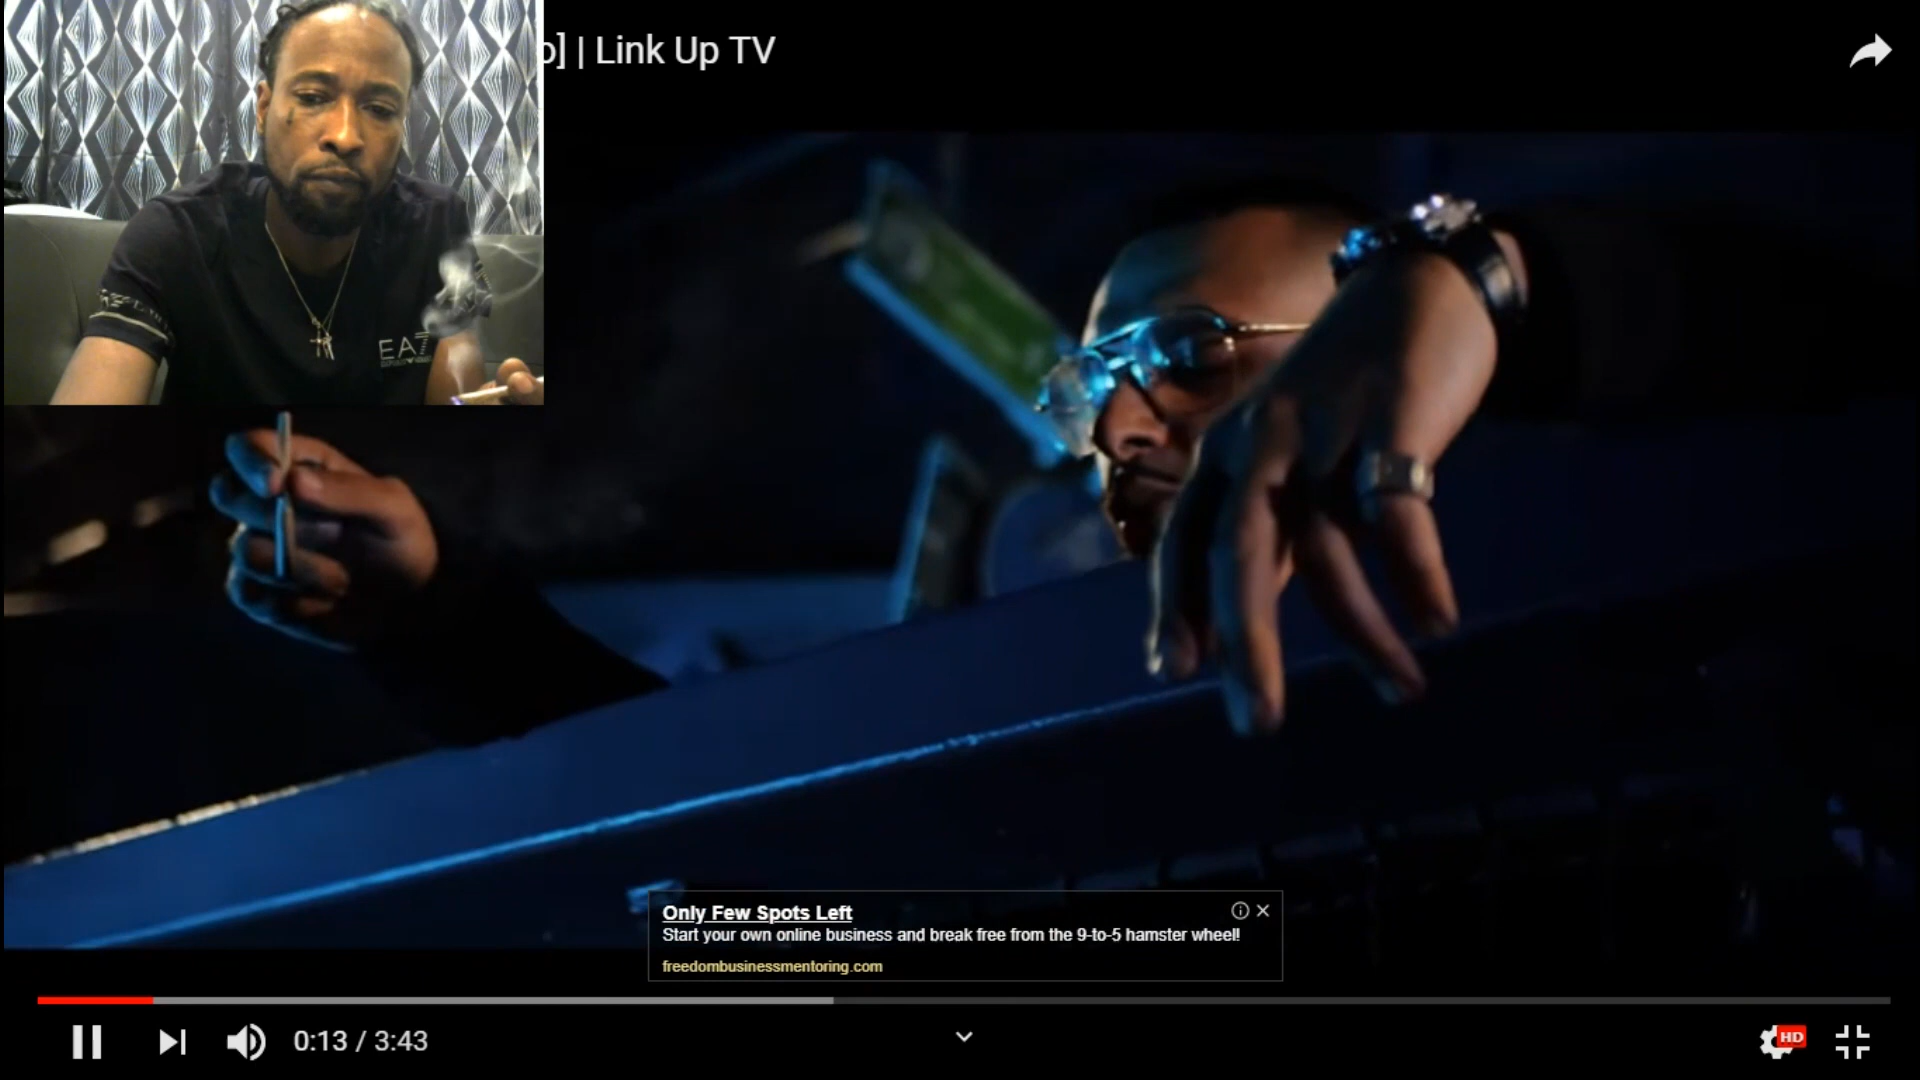 o] | Link Up TV
EA7
Only Few Spots Left
Start your own online business and break free from the 9-to-5 hamster wheel!
freedombusinessmentoring.com
0:13 / 3:43
HD